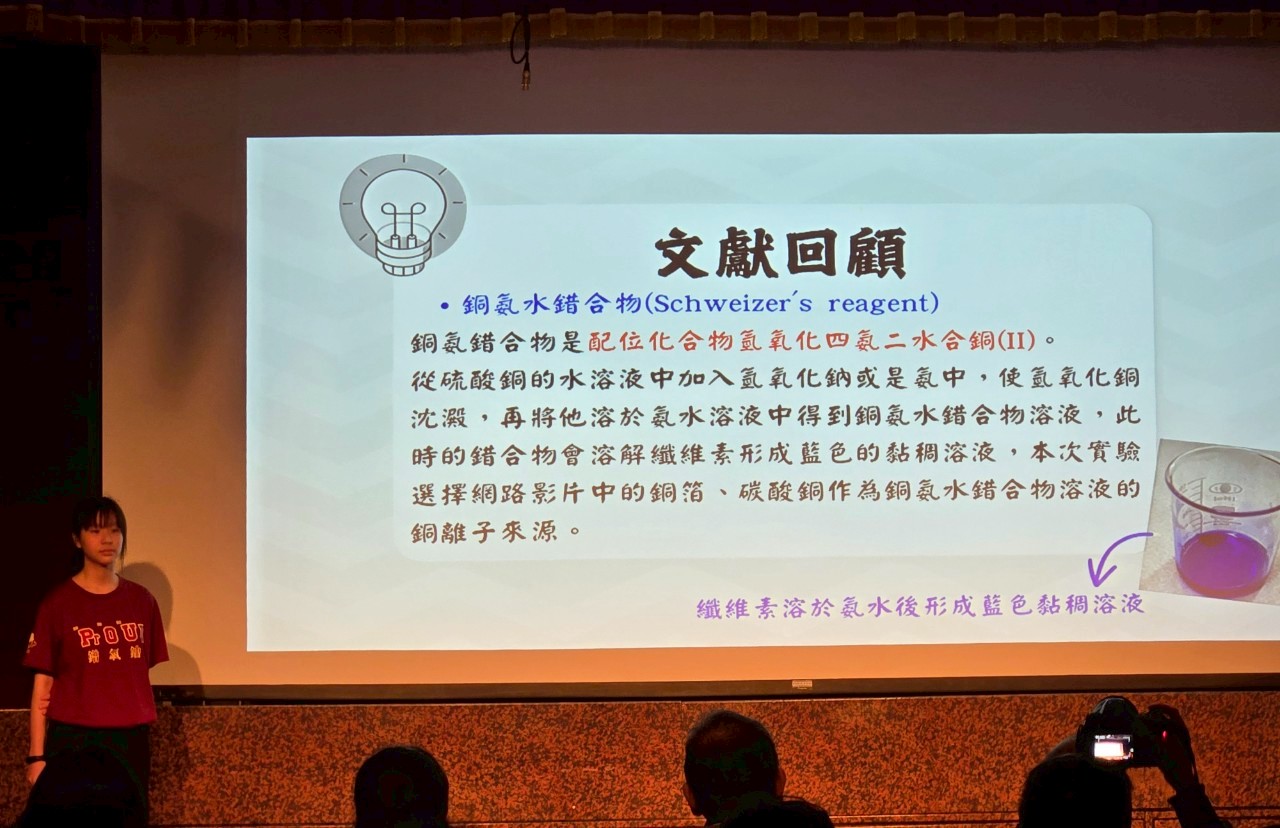 文獻回顧
• 銅氨水錯合物(Schweizer's reagent)
銅氨錯合物是配位化合物氫氧化四氨二水合銅(II)。
從硫酸銅的水溶液中加入氫氧化鈉或是氨中，使氫氧化銅
沈澱，再將他溶於氨水溶液中得到銅氨水錯合物溶液，此
時的錯合物會溶解纖維素形成藍色的黏稠溶液，本次實驗
選擇網路影片中的銅箔、碳酸銅作為銅氨水錯合物溶液的
銅離子來源。
纖維素溶於氨水後形成藍色黏稠溶液
"Pr"O"U!
鐠氧鈾